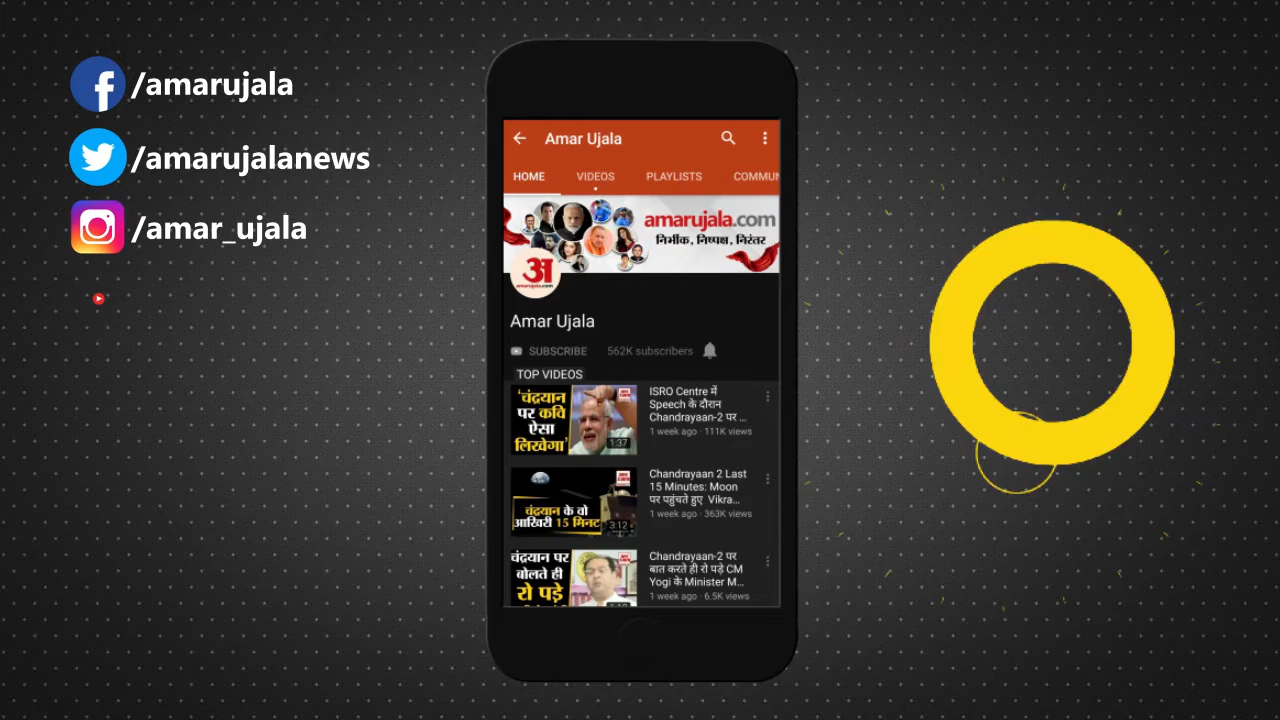 /amarujala
/amarujalanews
/amar_ujala
Amar Ujala
HOME VIDEOS PLAYLISTS COMMUN
amarujala.com
निर्भीक, निष्पक्ष, निरंतर
अ
amarujala.com
Amar Ujala
SUBSCRIBE 562K subscribers
TOP VIDEOS
'चंद्रयान
पर कवि
ऐसा
लिखेगा'
1:37
ISRO Centre में
Speech के दौरान
Chandrayaan-2 पर ...
1 week ago · 111K views
चंद्रयान के वो
आखिरी 15 मिनट
3:12
Chandrayaan 2 Last
15 Minutes: Moon
पर पहुंचते हुए Vikra...
1 week ago · 363K views
चंद्रयान पर
बोलते ही
रो पड़े
Chandrayaan-2 पर
बात करते ही रो पड़े CM
Yogi के Minister M...
1 week ago · 6.5K views